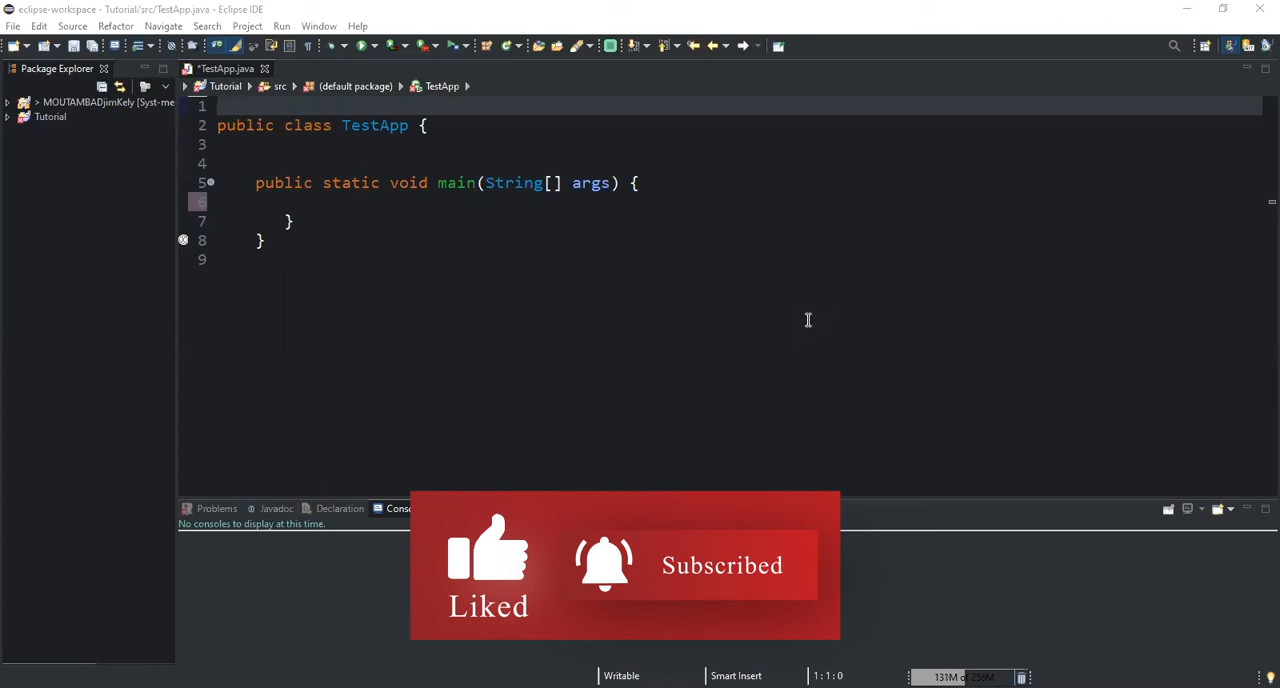 eclipse-workspace - Tutorial/src/TestApp.java - Eclipse IDE
File Edit Source Refactor Navigate Search Project Run Window Help
Package Explorer
*TestApp.java
Tutorial src (default package) TestApp
> MOUTAMBADjimKely [Syst-me
Tutorial
1
2 public class TestApp {
3
4
5 public static void main(String[] args) {
6
7 }
8 }
9
Problems Javadoc Declaration Conso
No consoles to display at this time.
Liked
Subscribed
Writable Smart Insert 1:1:0 131M of 256M